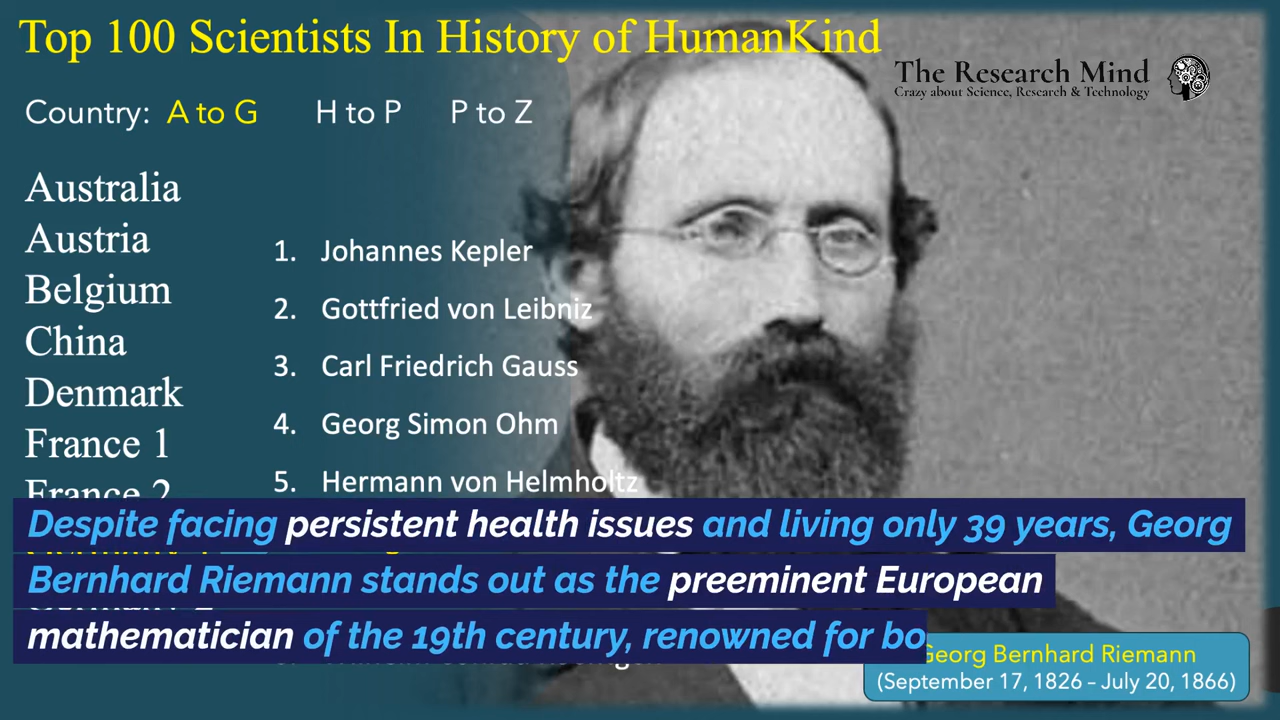 Top 100 Scientists In History of HumanKind
The Research Mind
Crazy about Science, Research & Technology
Country: A to G H to P P to Z
Australia
Austria
Belgium
China
Denmark
France 1
France 2
1. Johannes Kepler
2. Gottfried von Leibniz
3. Carl Friedrich Gauss
4. Georg Simon Ohm
5. Hermann von Helmholtz
Despite facing persistent health issues and living only 39 years, Georg
Bernhard Riemann stands out as the preeminent European
mathematician of the 19th century, renowned for bo
Georg Bernhard Riemann
(September 17, 1826 – July 20, 1866)